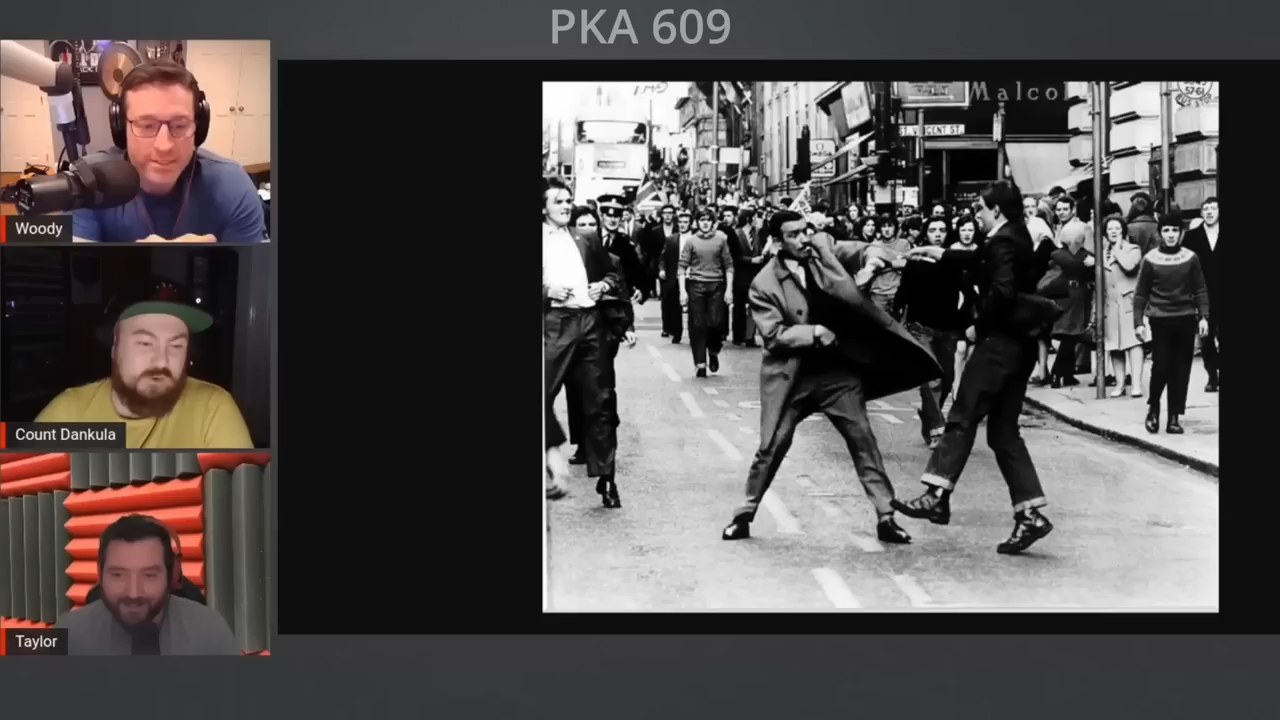 PKA 609
Woody
Count Dankula
Taylor
Malco
ST. VINCENT ST.